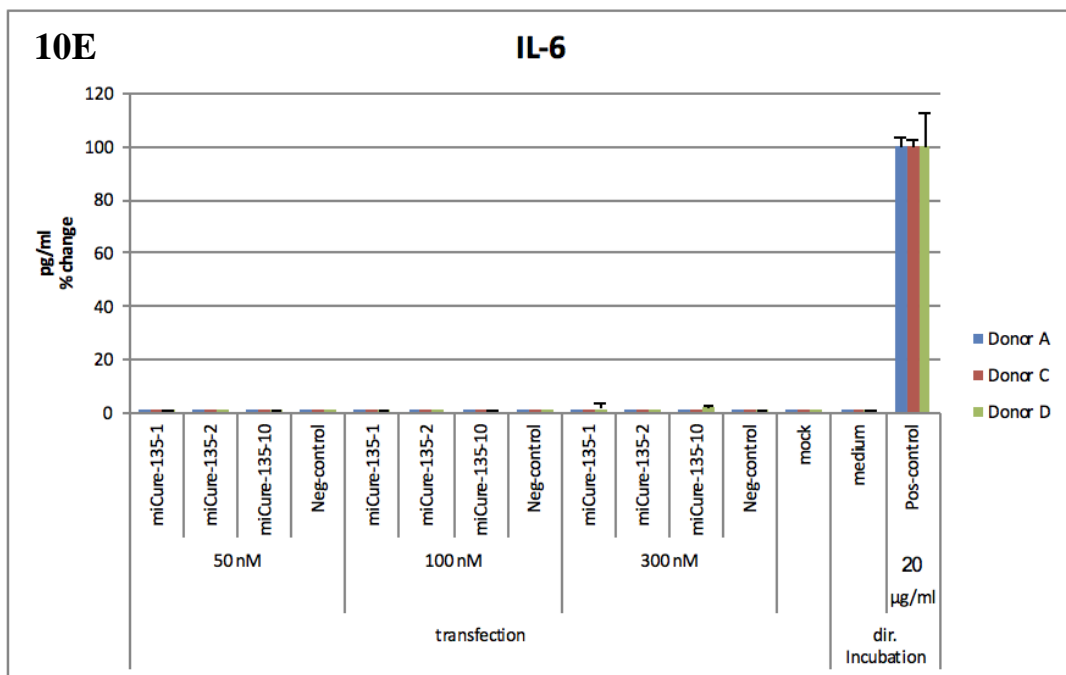 10E
IL-6
pg/ml
% change
120
100
80
60
40
20
0
Donor A
Donor C
Donor D
miCure-135-1
miCure-135-2
miCure-135-10
Neg-control
miCure-135-1
miCure-135-2
miCure-135-10
Neg-control
miCure-135-1
miCure-135-2
miCure-135-10
Neg-control
mock
medium
Pos-control
50 nM
100 nM
300 nM
20
µg/ml
transfection
dir.
Incubation